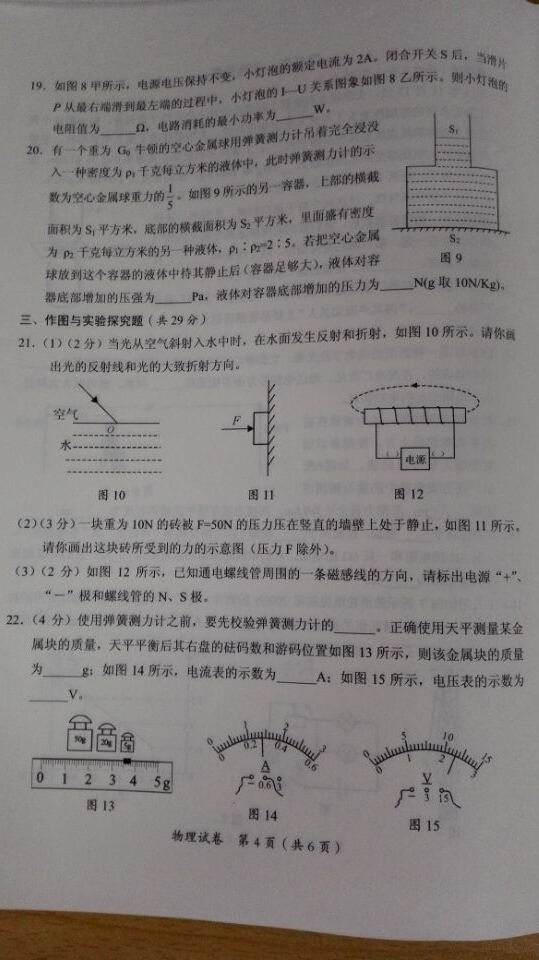 19. 如图8甲所示，电源电压保持不变，小灯泡的额定电流为2A。闭合开关S后，当滑片
P从最右端滑到最左端的过程中，小灯泡的I—U关系图象如图8乙所示。则小灯泡的
电阻值为______Ω，电路消耗的最小功率为______W。
20. 有一个重为G₀牛顿的空心金属球用弹簧测力计吊着完全浸没
入一种密度为ρ₁千克每立方米的液体中，此时弹簧测力计的示
数为空心金属球重力的1/5。如图9所示的另一容器，上部的横截
面积为S₁平方米，底部的横截面积为S₂平方米，里面盛有密度
为ρ₂千克每立方米的另一种液体，ρ₁∶ρ₂=2∶5。若把空心金属
球放到这个容器的液体中待其静止后（容器足够大），液体对容
器底部增加的压强为______Pa，液体对容器底部增加的压力为______N(g取10N/Kg)。
S₁
S₂
图9
三、作图与实验探究题（共29分）
21.（1）（2分）当光从空气斜射入水中时，在水面发生反射和折射，如图10所示。请你画
出光的反射线和光的大致折射方向。
空气
O
水
图10
F
图11
( ) ( )
电源
图12
（2）（3分）一块重为10N的砖被F=50N的压力压在竖直的墙壁上处于静止，如图11所示。
请你画出这块砖所受到的力的示意图（压力F除外）。
（3）（2分）如图12所示，已知通电螺线管周围的一条磁感线的方向，请标出电源“+”、
“－”极和螺线管的N、S极。
22.（4分）使用弹簧测力计之前，要先校验弹簧测力计的______。正确使用天平测量某金
属块的质量，天平平衡后其右盘的砝码数和游码位置如图13所示，则该金属块的质量
为______g；如图14所示，电流表的示数为______A；如图15所示，电压表的示数为
______V。
50g 20g 5g
0 1 2 3 4 5g
图13
0 1 2 3
0 0.2 0.4 0.6
A
－ 0.6 3
图14
0 5 10 15
0 1 2 3
V
－ 3 15
图15
物理试卷 第4页（共6页）